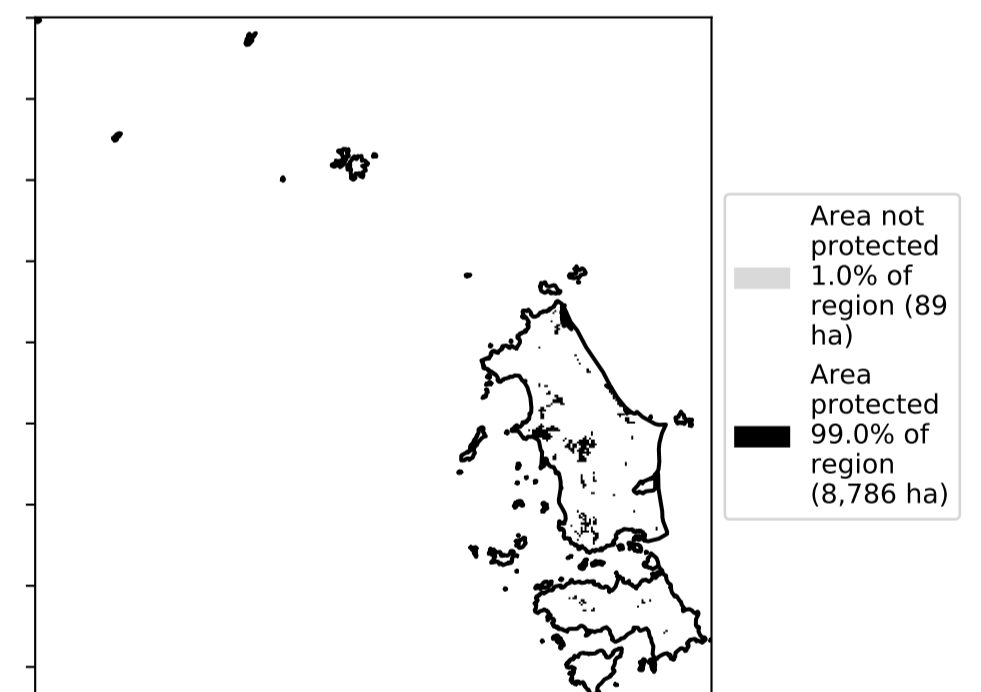 Area not
protected
1.0% of
region (89
ha)
Area
protected
99.0% of
region
(8,786 ha)